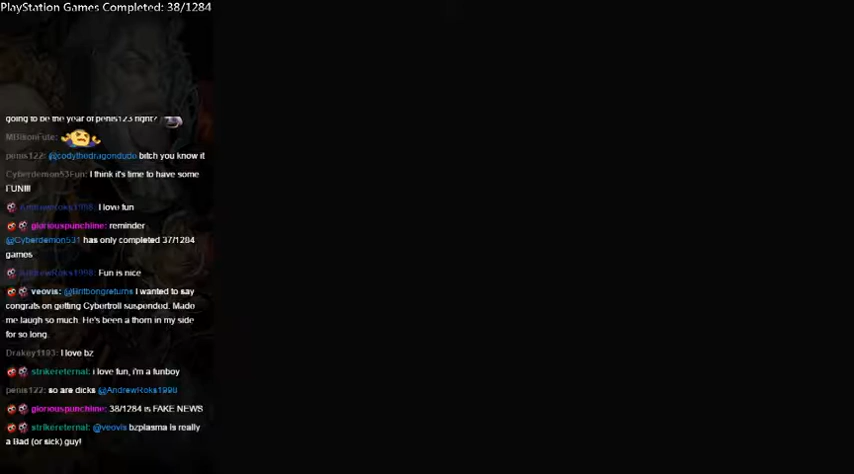 PlayStation Games Completed: 38/1284
going to be the year of penis123 right?
MBisonFute:
penis122: @codythedragondude bitch you know it
Cyberdemon53Fun: I think it's time to have some
FUN!!!
AndrewRoks1998: I love fun
gloriouspunchline: reminder
@Cyberdemon531 has only completed 37/1284
games
AndrewRoks1998: Fun is nice
veovis: @Britbongreturns I wanted to say
congrats on getting Cybertroll suspended. Made
me laugh so much. He's been a thorn in my side
for so long.
Drakey1193: I love bz
strikereternal: i love fun, i'm a funboy
penis122: so are dicks @AndrewRoks1998
gloriouspunchline: 38/1284 is FAKE NEWS
strikereternal: @veovis bzplasma is really
a Bad (or sick) guy!